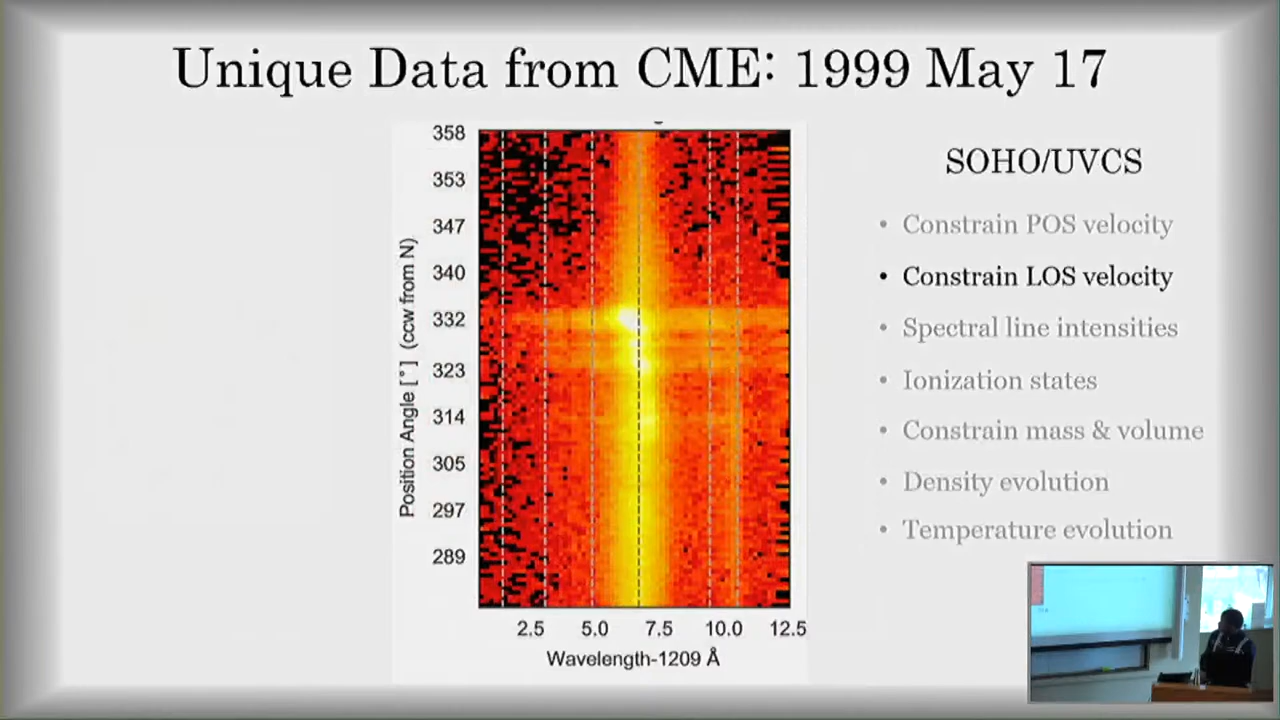 Unique Data from CME: 1999 May 17
358
353
347
340
332
323
314
305
297
289
Position Angle [°] (ccw from N)
2.5 5.0 7.5 10.0 12.5
Wavelength-1209 Å
SOHO/UVCS
• Constrain POS velocity
• Constrain LOS velocity
• Spectral line intensities
• Ionization states
• Constrain mass & volume
• Density evolution
• Temperature evolution